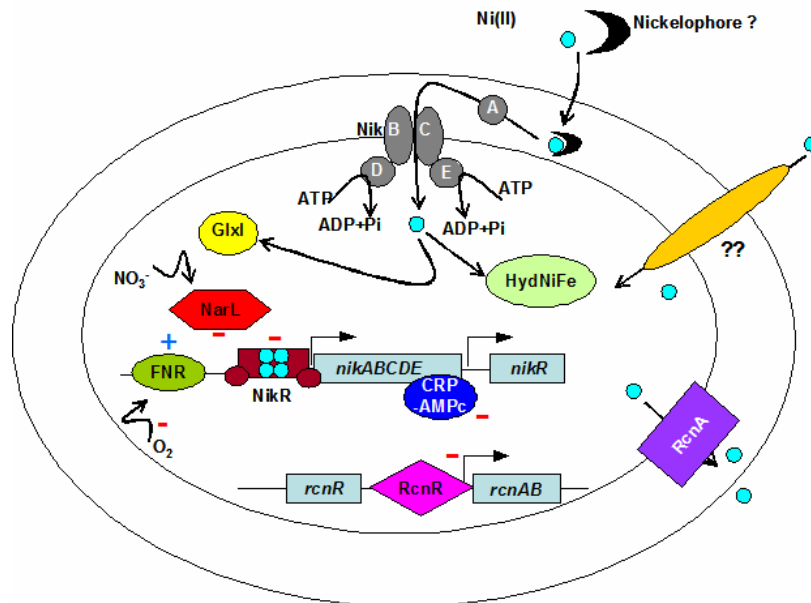 Ni(II)
Nickelophore ?
A
Nik
B
C
D
E
ATP
ATP
ADP+Pi
ADP+Pi
GlxI
??
NO₃⁻
HydNiFe
NarL
-
-
+
FNR
NikR
nikABCDE
nikR
CRP
-AMPc
-
-
O₂
RcnA
-
rcnR
RcnR
rcnAB